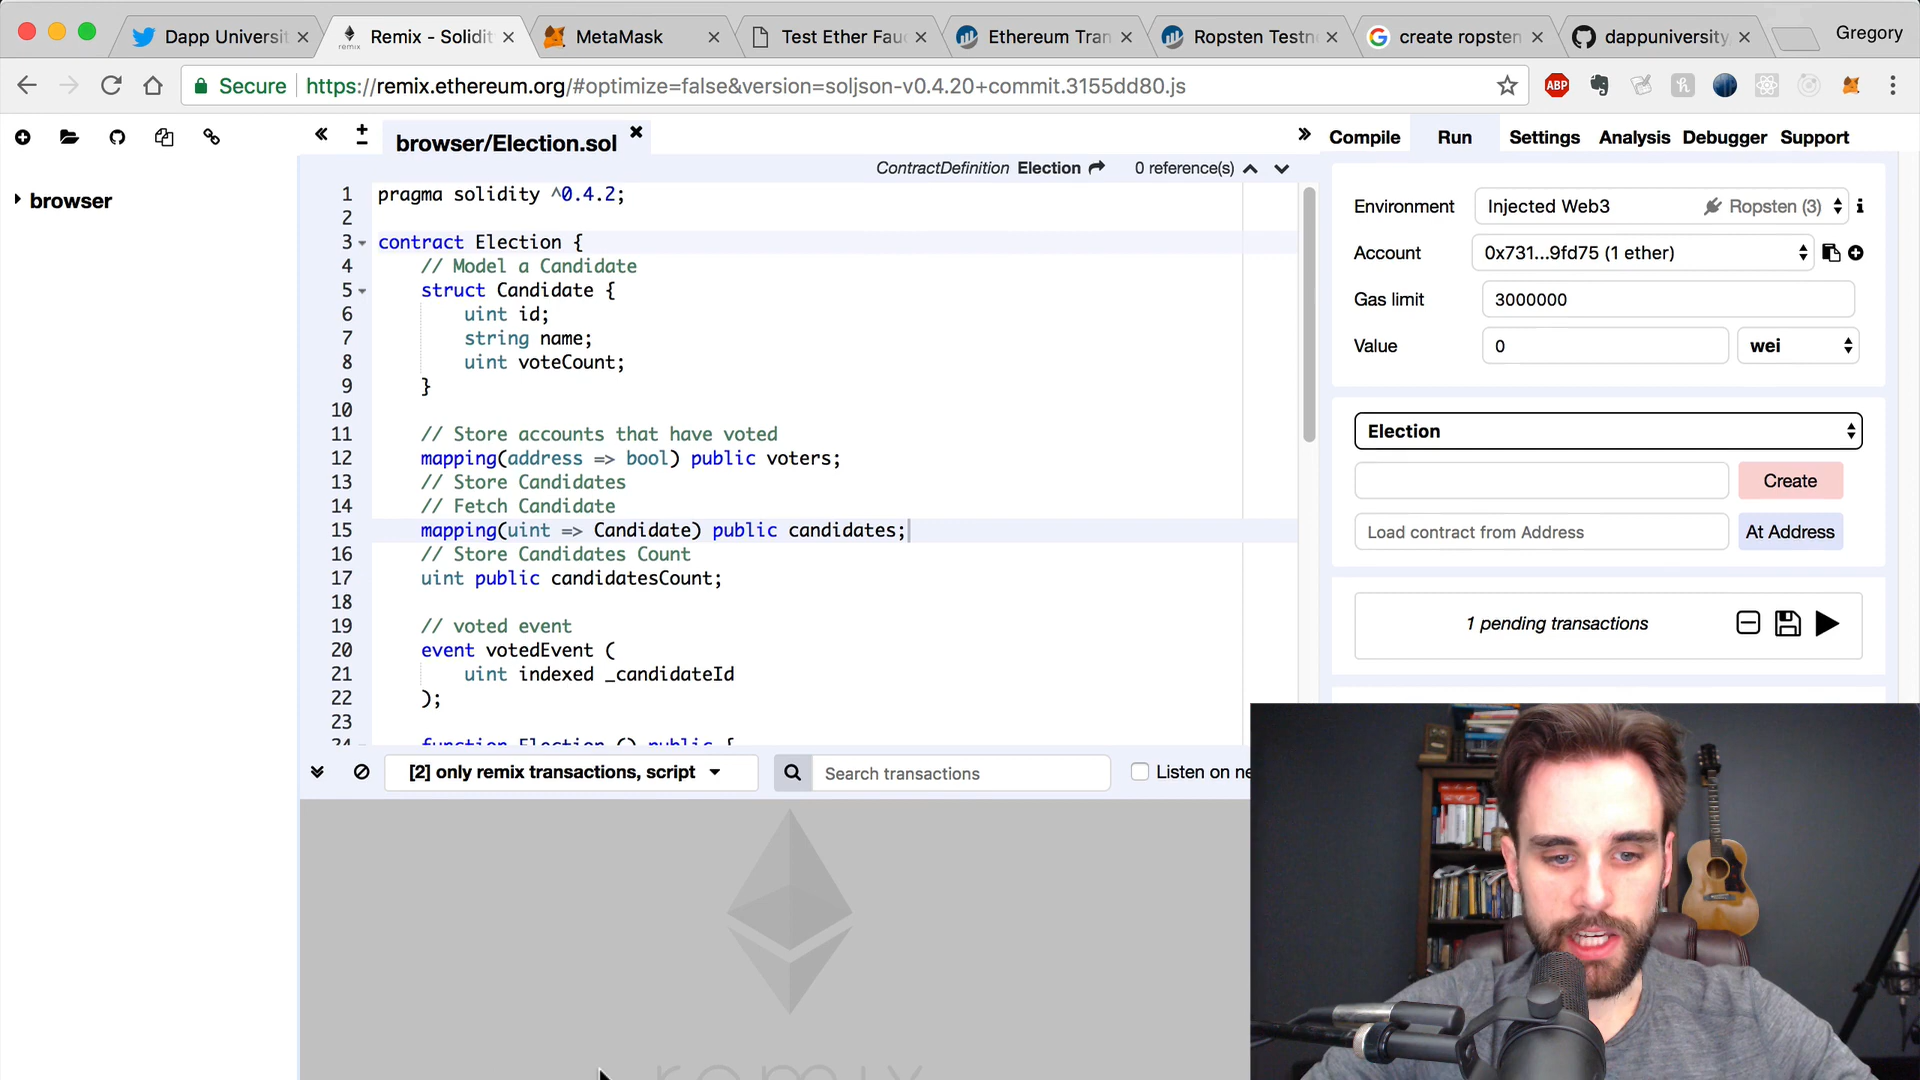 Dapp Universi
Remix - Solidit
MetaMask
Test Ether Fau
Ethereum Tran
Ropsten Testn
create ropsten
dappuniversity
Gregory
remix
Secure
https://remix.ethereum.org/#optimize=false&version=soljson-v0.4.20+commit.3155dd80.js
ABP
browser
± browser/Election.sol
ContractDefinition Election 0 reference(s)
1 pragma solidity ^0.4.2;
2
3 contract Election {
4 // Model a Candidate
5 struct Candidate {
6 uint id;
7 string name;
8 uint voteCount;
9 }
10
11 // Store accounts that have voted
12 mapping(address => bool) public voters;
13 // Store Candidates
14 // Fetch Candidate
15 mapping(uint => Candidate) public candidates;
16 // Store Candidates Count
17 uint public candidatesCount;
18
19 // voted event
20 event votedEvent (
21 uint indexed _candidateId
22 );
23
24 function Election () public {
[2] only remix transactions, script
Search transactions
Listen on ne
remix
Compile Run Settings Analysis Debugger Support
Environment Injected Web3 Ropsten (3)
Account 0x731...9fd75 (1 ether)
Gas limit 3000000
Value 0 wei
Election
Create
Load contract from Address At Address
1 pending transactions